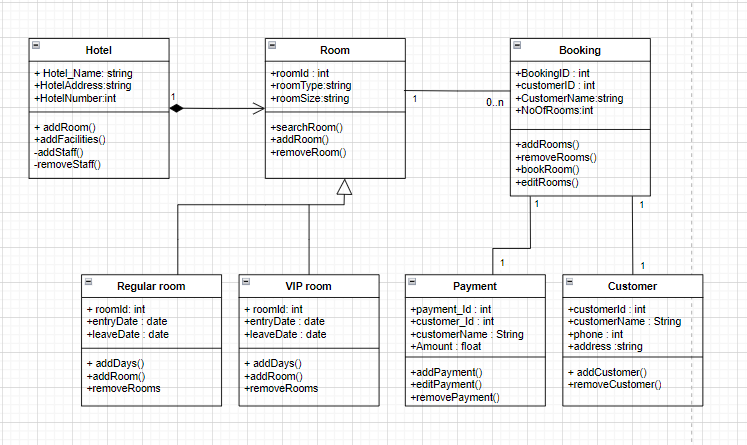 Hotel
+ Hotel_Name: string
+HotelAddress:string
+HotelNumber:int
+ addRoom()
+addFacilities()
-addStaff()
-removeStaff()
1
Room
+roomId : int
+roomType:string
+roomSize:string
+searchRoom()
+addRoom()
+removeRoom()
1
0..n
Booking
+BookingID : int
+customerID : int
+CustomerName:string
+NoOfRooms:int
+addRooms()
+removeRooms()
+bookRoom()
+editRooms()
1
1
1
1
Regular room
+ roomId: int
+entryDate : date
+leaveDate : date
+ addDays()
+addRoom()
+removeRooms
VIP room
+ roomId: int
+entryDate : date
+leaveDate : date
+ addDays()
+addRoom()
+removeRooms
Payment
+payment_Id : int
+customer_Id : int
+customerName : String
+Amount : float
+addPayment()
+editPayment()
+removePayment()
Customer
+customerId : int
+customerName : String
+phone : int
+address :string
+ addCustomer()
+removeCustomer()